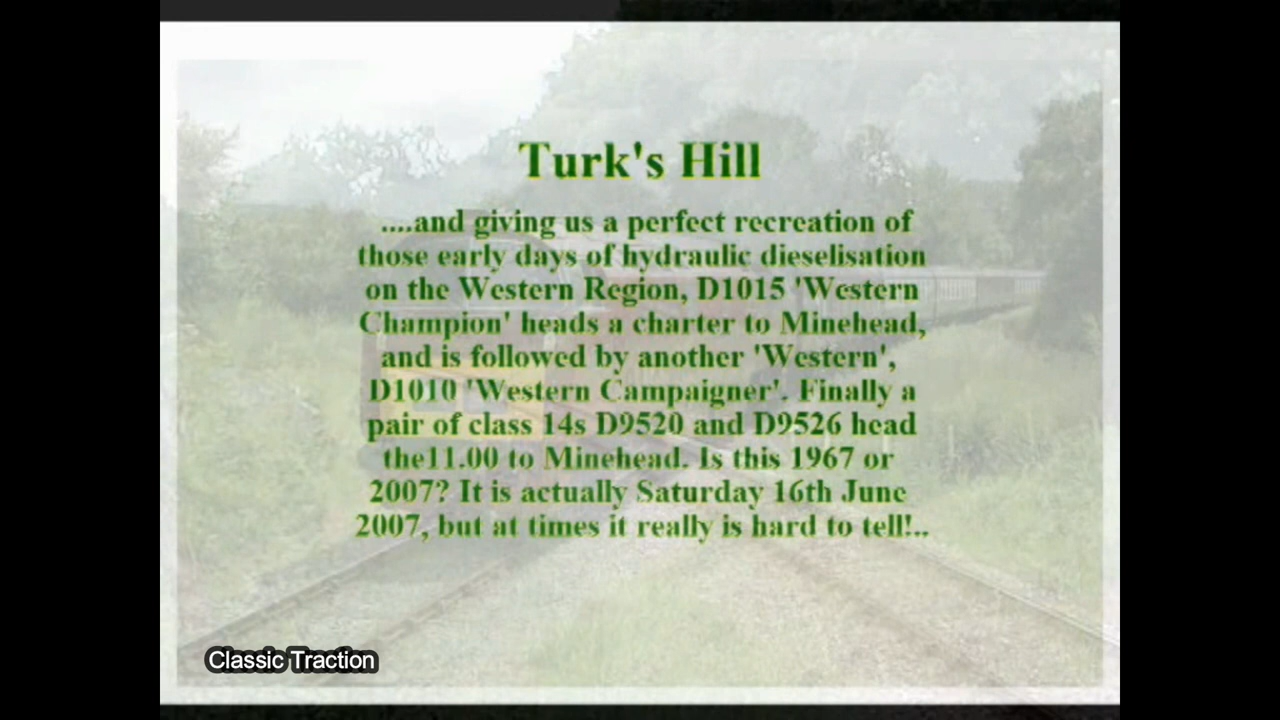 Turk's Hill
....and giving us a perfect recreation of
those early days of hydraulic dieselisation
on the Western Region, D1015 'Western
Champion' heads a charter to Minehead,
and is followed by another 'Western',
D1010 'Western Campaigner'. Finally a
pair of class 14s D9520 and D9526 head
the11.00 to Minehead. Is this 1967 or
2007? It is actually Saturday 16th June
2007, but at times it really is hard to tell!..
Classic Traction